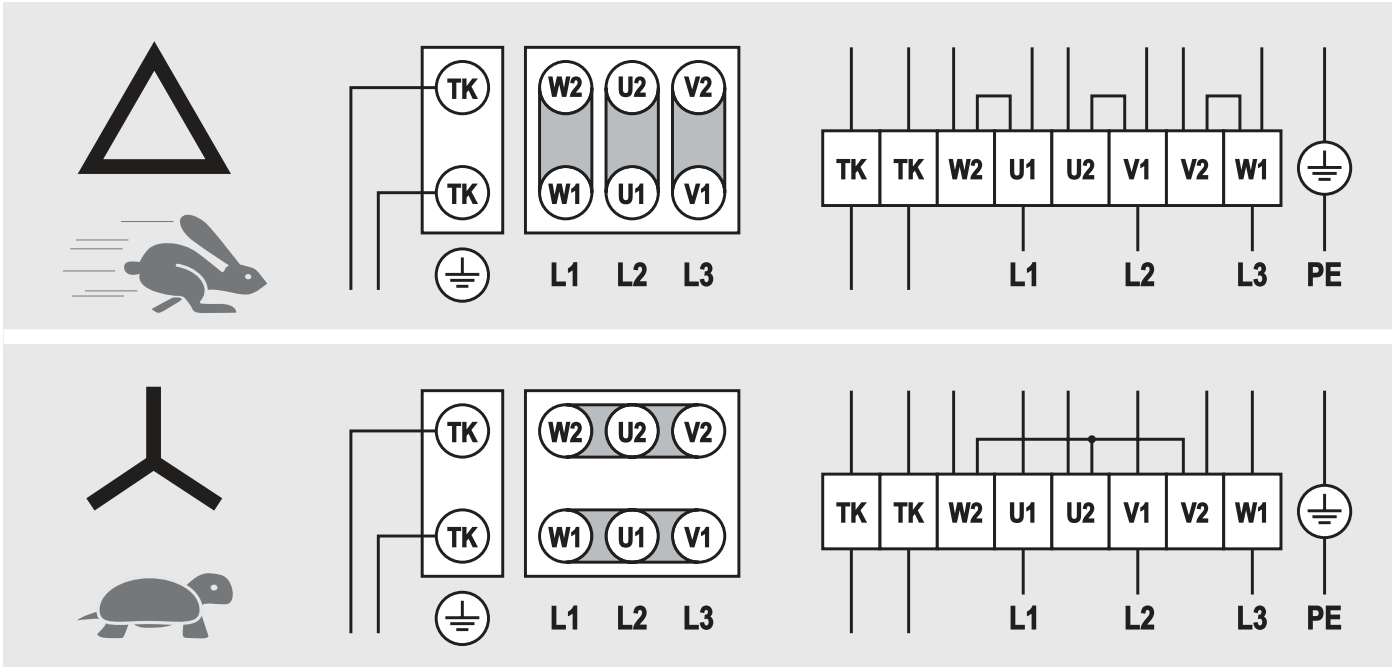 TK W2 U2 V2
TK W1 U1 V1
L1 L2 L3
TK TK W2 U1 U2 V1 V2 W1
L1 L2 L3 PE
TK W2 U2 V2
TK W1 U1 V1
L1 L2 L3
TK TK W2 U1 U2 V1 V2 W1
L1 L2 L3 PE